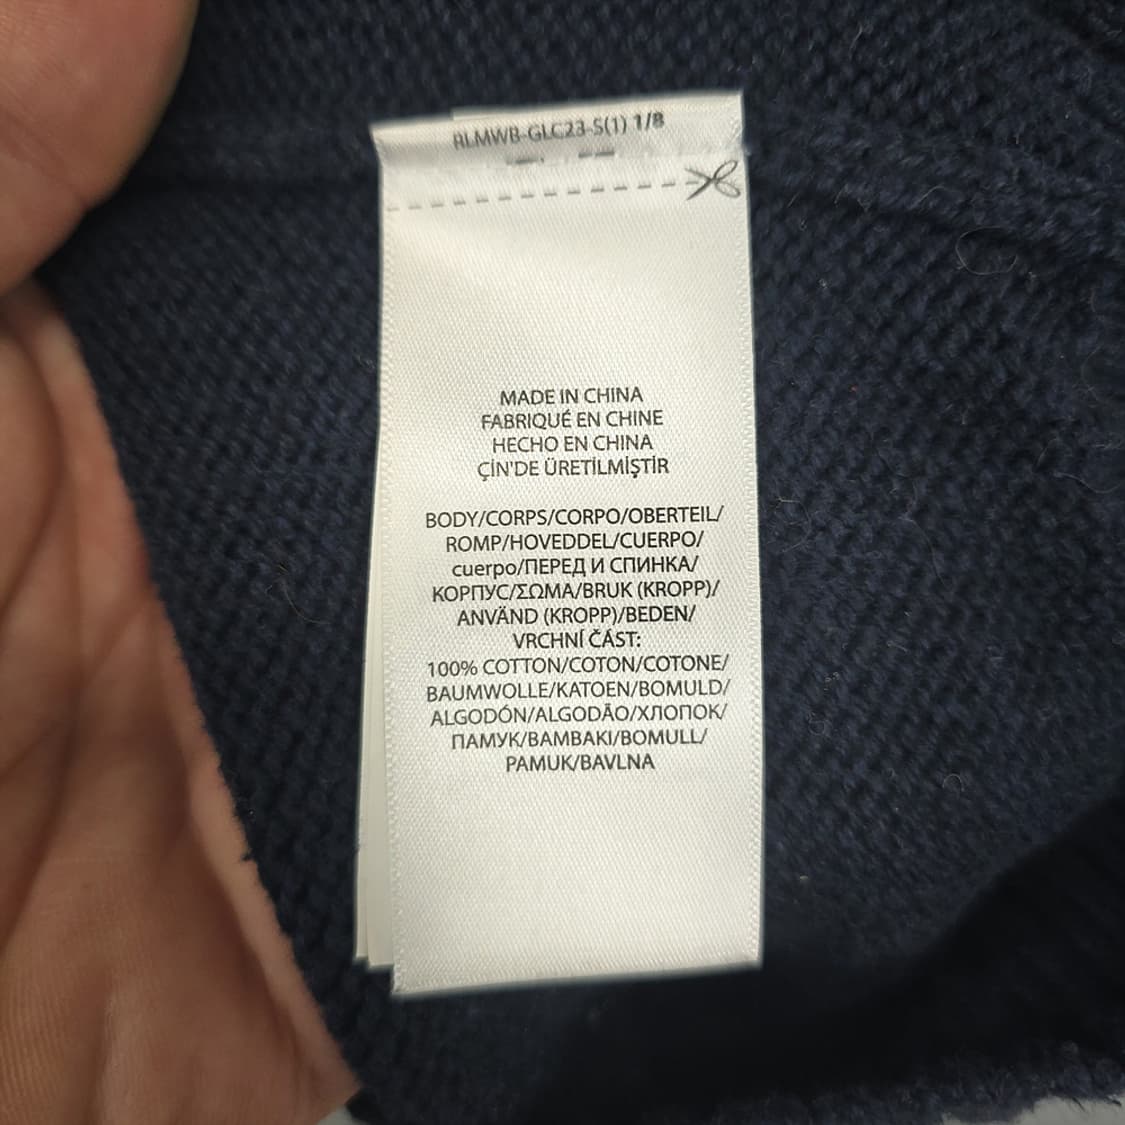 RLMWB-GLC23-S(1) 1/8
MADE IN CHINA
FABRIQUÉ EN CHINE
HECHO EN CHINA
ÇİN'DE ÜRETİLMİŞTİR
BODY/CORPS/CORPO/OBERTEIL/
ROMP/HOVEDDEL/CUERPO/
cuerpo/ПЕРЕД И СПИНКА/
КОРПУС/ΣΩΜΑ/BRUK (KROPP)/
ANVÄND (KROPP)/BEDEN/
VRCHNÍ ČÁST:
100% COTTON/COTON/COTONE/
BAUMWOLLE/KATOEN/BOMULD/
ALGODÓN/ALGODÃO/ХЛОПОК/
ПАМУК/ΒΑΜΒΑΚΙ/BOMULL/
PAMUK/BAVLNA